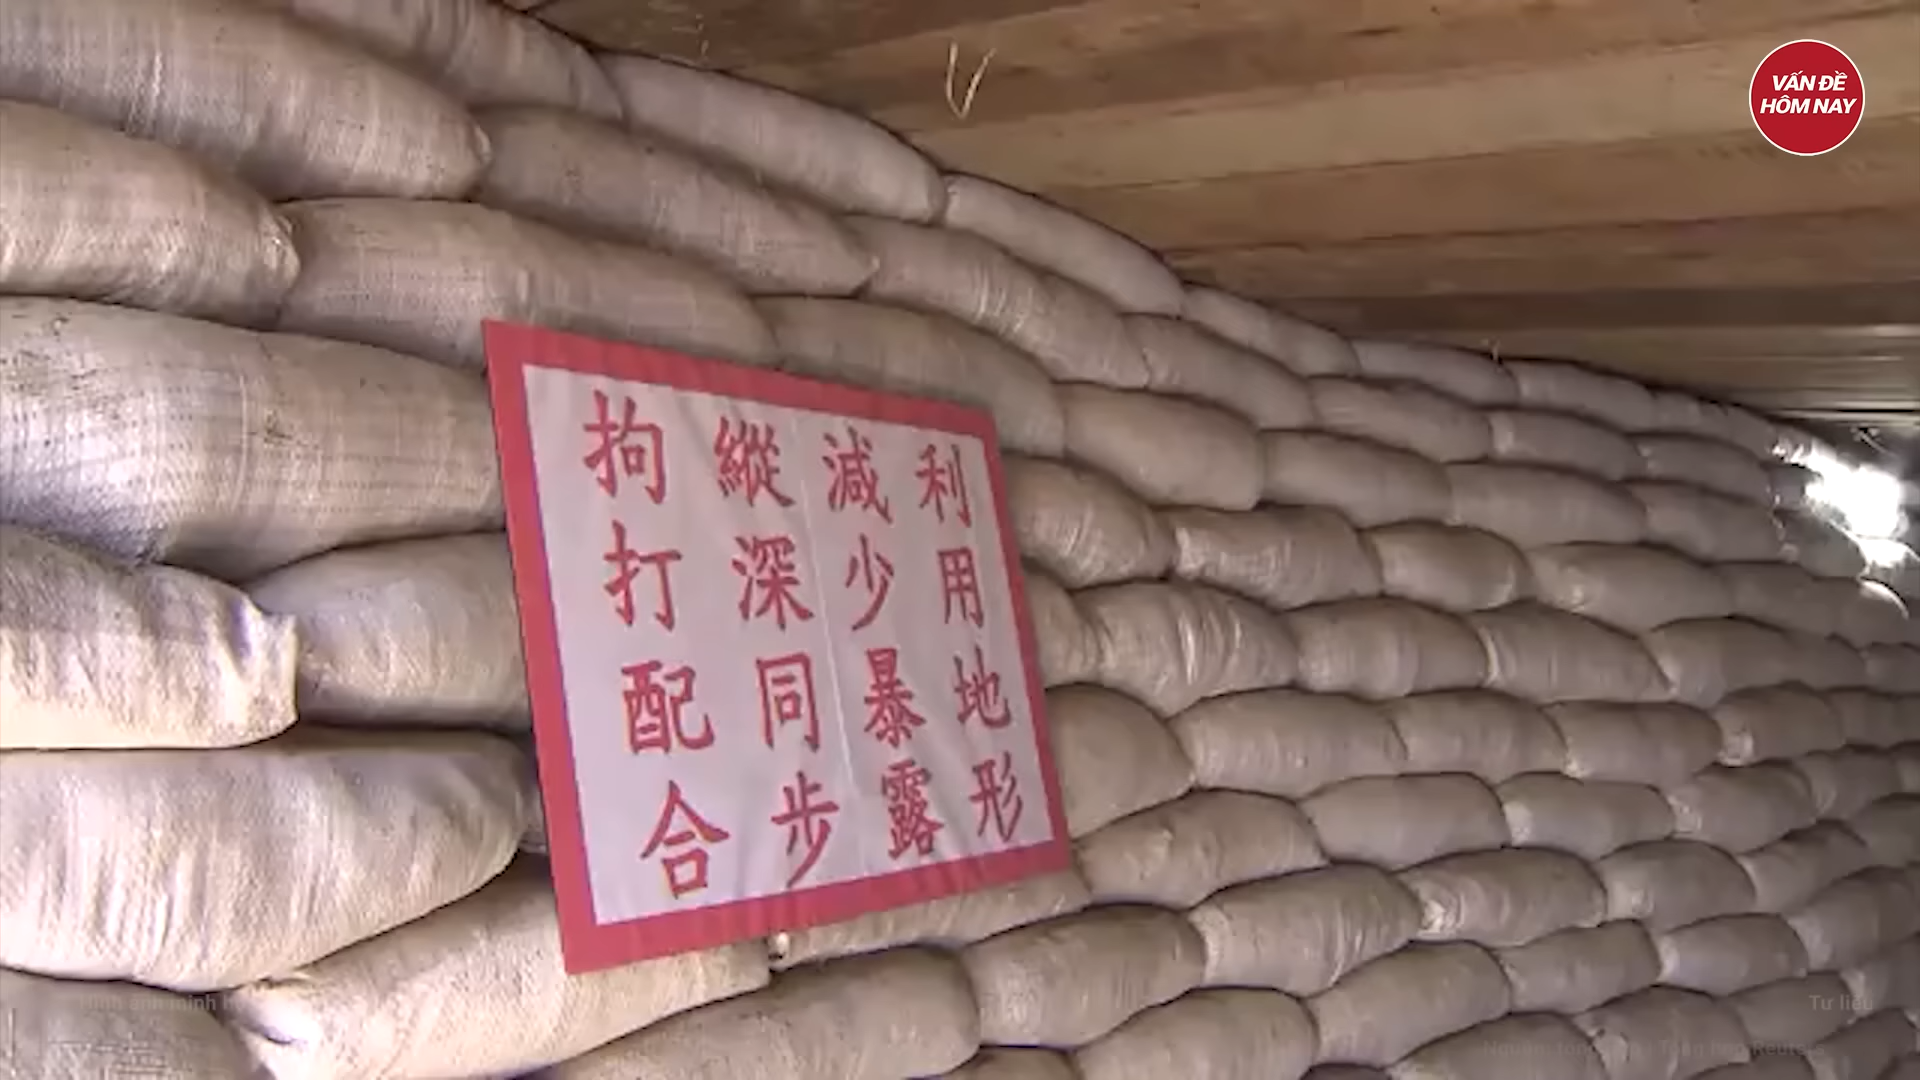 利用地形
減少暴露
縱深同步
拘打配合
VẤN ĐỀ
HÔM NAY
Tư liệu